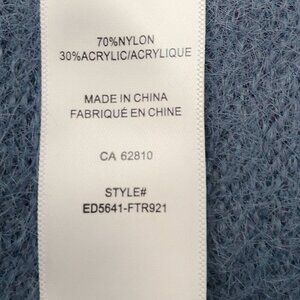 70%NYLON
30%ACRYLIC/ACRYLIQUE
MADE IN CHINA
FABRIQUÉ EN CHINE
CA 62810
STYLE#
ED5641-FTR921